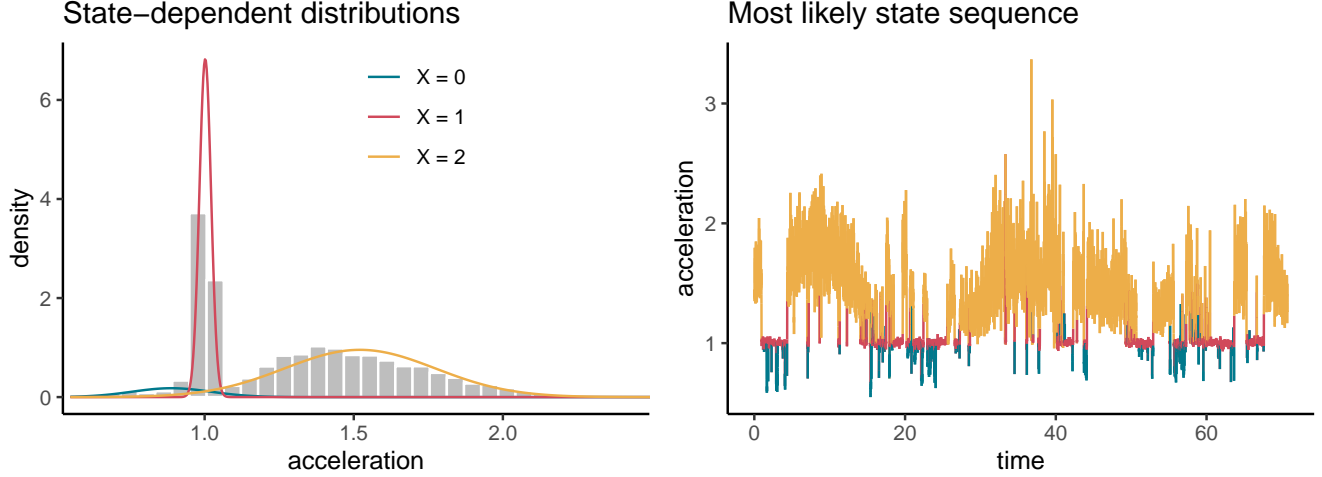 State−dependent distributions
6
4
2
0
density
1.0
1.5
2.0
acceleration
X = 0
X = 1
X = 2
Most likely state sequence
3
2
1
acceleration
0
20
40
60
time